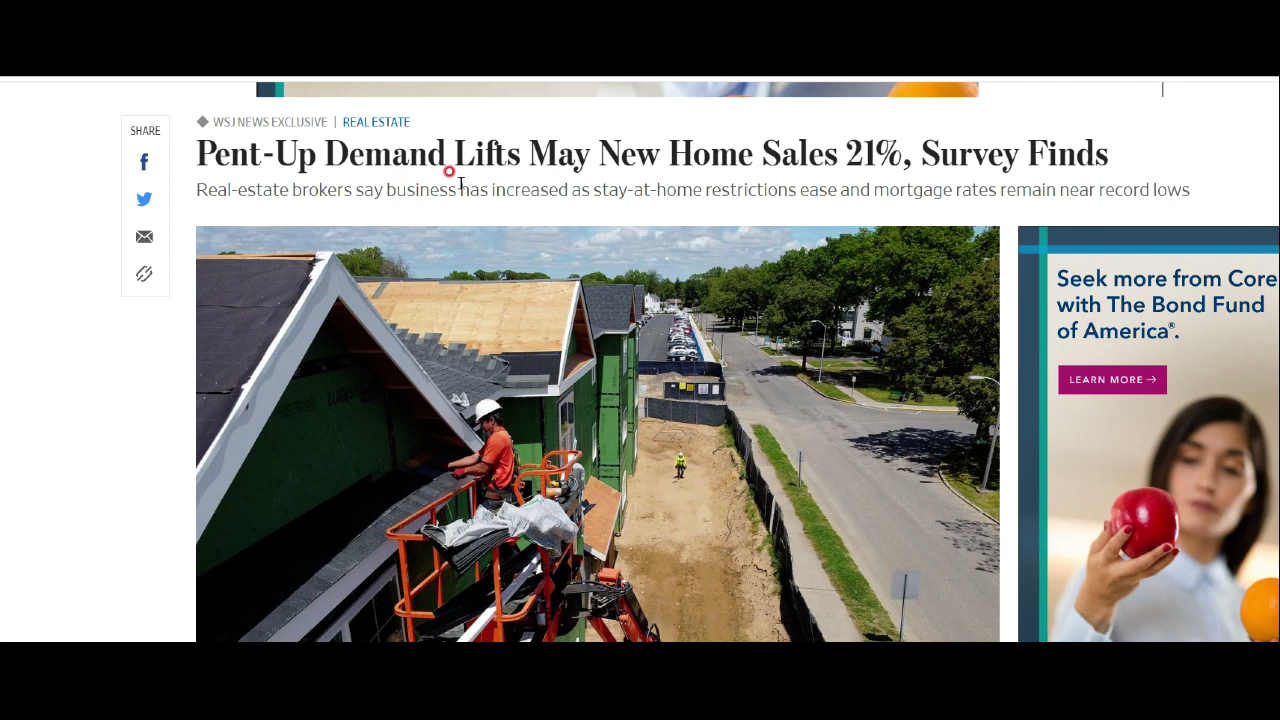 SHARE
WSJ NEWS EXCLUSIVE | REAL ESTATE
Pent-Up Demand Lifts May New Home Sales 21%, Survey Finds
Real-estate brokers say business has increased as stay-at-home restrictions ease and mortgage rates remain near record lows
Seek more from Core
with The Bond Fund
of America®.
LEARN MORE →